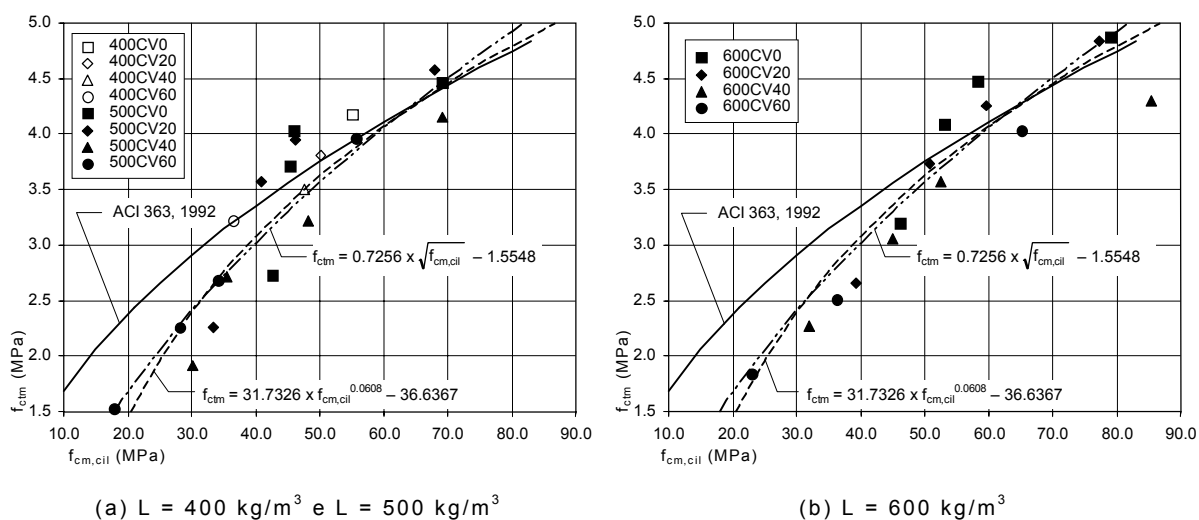 5.0
4.5
4.0
3.5
3.0
2.5
2.0
1.5
f_ctm (MPa)
400CV0
400CV20
400CV40
400CV60
500CV0
500CV20
500CV40
500CV60
ACI 363, 1992
f_ctm = 0.7256 x √f_cm,cil − 1.5548
f_ctm = 31.7326 x f_cm,cil^0.0608 − 36.6367
10.0 20.0 30.0 40.0 50.0 60.0 70.0 80.0 90.0
f_cm,cil (MPa)
(a) L = 400 kg/m³ e L = 500 kg/m³
5.0
4.5
4.0
3.5
3.0
2.5
2.0
1.5
f_ctm (MPa)
600CV0
600CV20
600CV40
600CV60
ACI 363, 1992
f_ctm = 0.7256 x √f_cm,cil − 1.5548
f_ctm = 31.7326 x f_cm,cil^0.0608 − 36.6367
10.0 20.0 30.0 40.0 50.0 60.0 70.0 80.0 90.0
f_cm,cil (MPa)
(b) L = 600 kg/m³